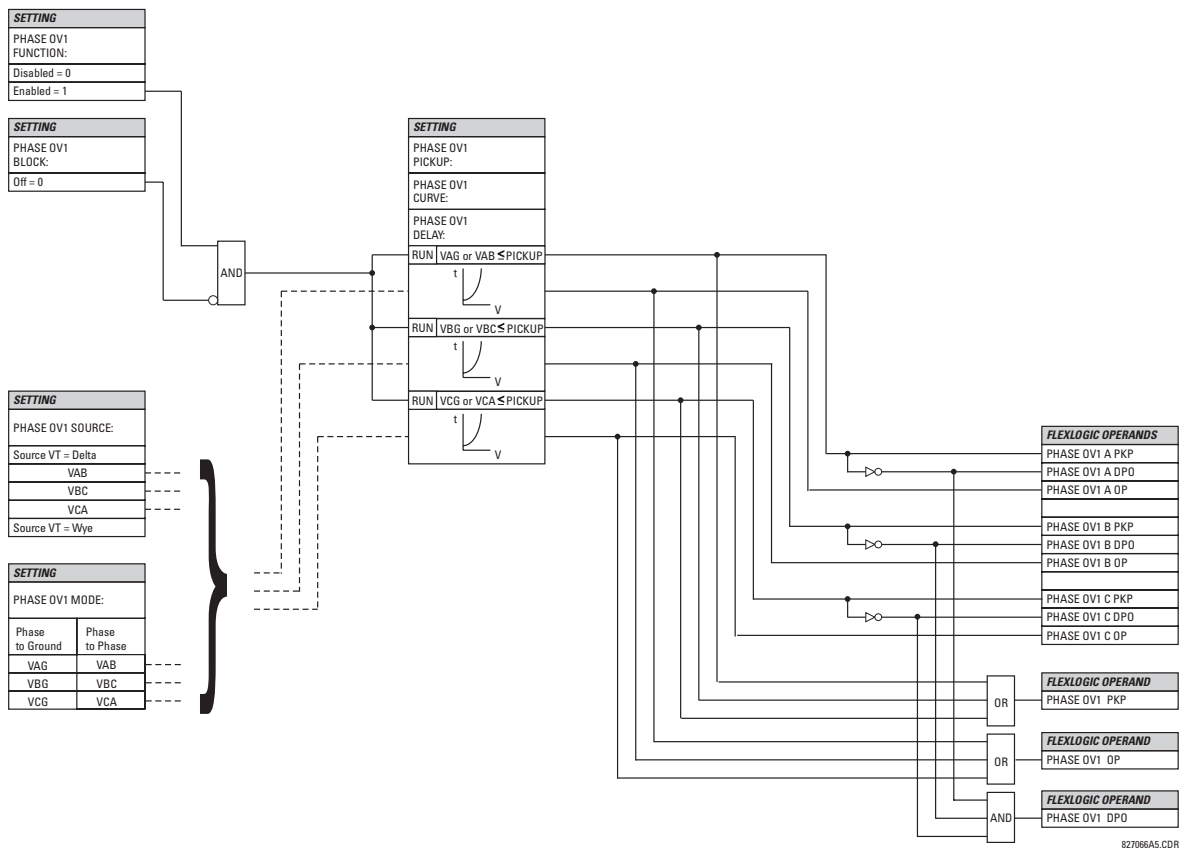 SETTING
PHASE OV1
FUNCTION:
Disabled = 0
Enabled = 1
SETTING
PHASE OV1
BLOCK:
Off = 0
AND
SETTING
PHASE OV1 SOURCE:
Source VT = Delta
VAB
VBC
VCA
Source VT = Wye
SETTING
PHASE OV1 MODE:
Phase
to Ground
Phase
to Phase
VAG VAB
VBG VBC
VCG VCA
}
SETTING
PHASE OV1
PICKUP:
PHASE OV1
CURVE:
PHASE OV1
DELAY:
RUN VAG or VAB ≤ PICKUP
t
V
RUN VBG or VBC ≤ PICKUP
t
V
RUN VCG or VCA ≤ PICKUP
t
V
FLEXLOGIC OPERANDS
PHASE OV1 A PKP
PHASE OV1 A DPO
PHASE OV1 A OP
PHASE OV1 B PKP
PHASE OV1 B DPO
PHASE OV1 B OP
PHASE OV1 C PKP
PHASE OV1 C DPO
PHASE OV1 C OP
OR
FLEXLOGIC OPERAND
PHASE OV1 PKP
OR
FLEXLOGIC OPERAND
PHASE OV1 OP
AND
FLEXLOGIC OPERAND
PHASE OV1 DPO
827066A5.CDR